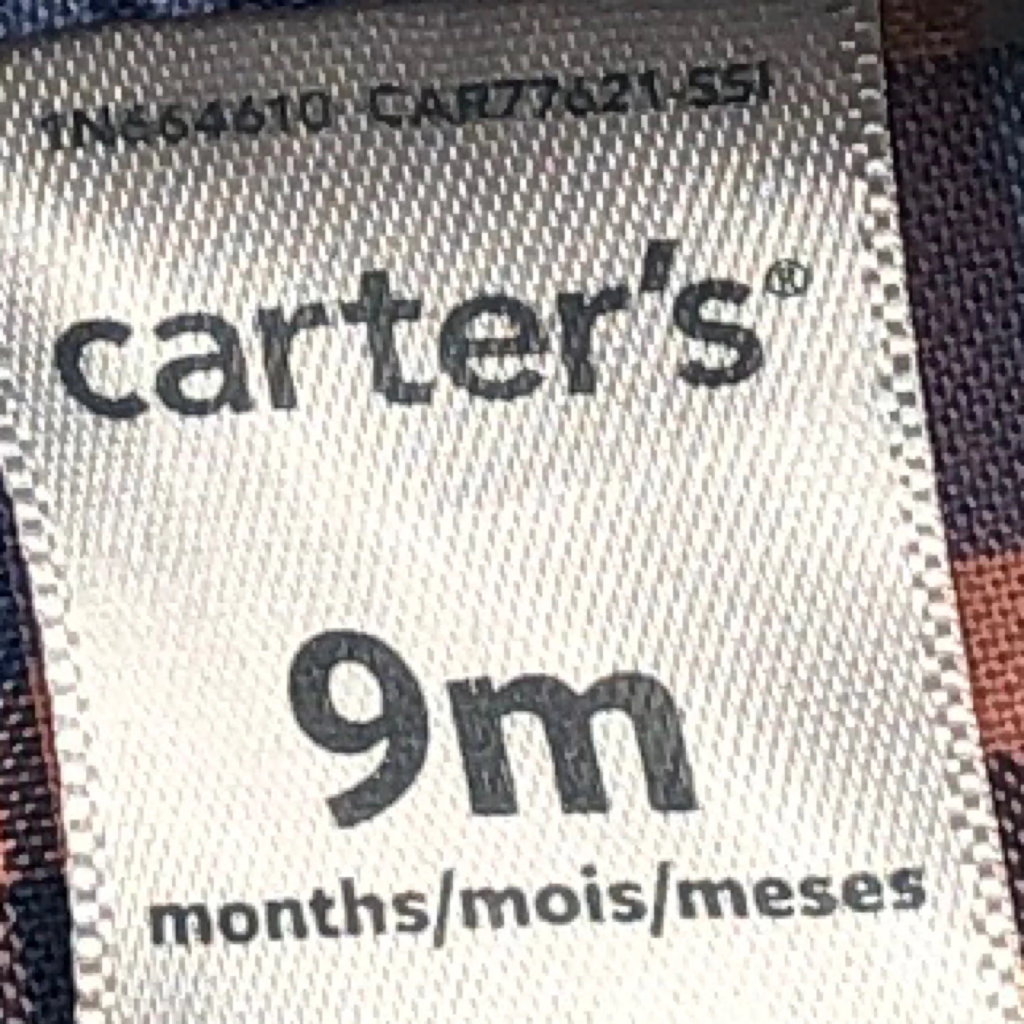 1N664610 CAR77621-SSI
carter's®
9m
months/mois/meses